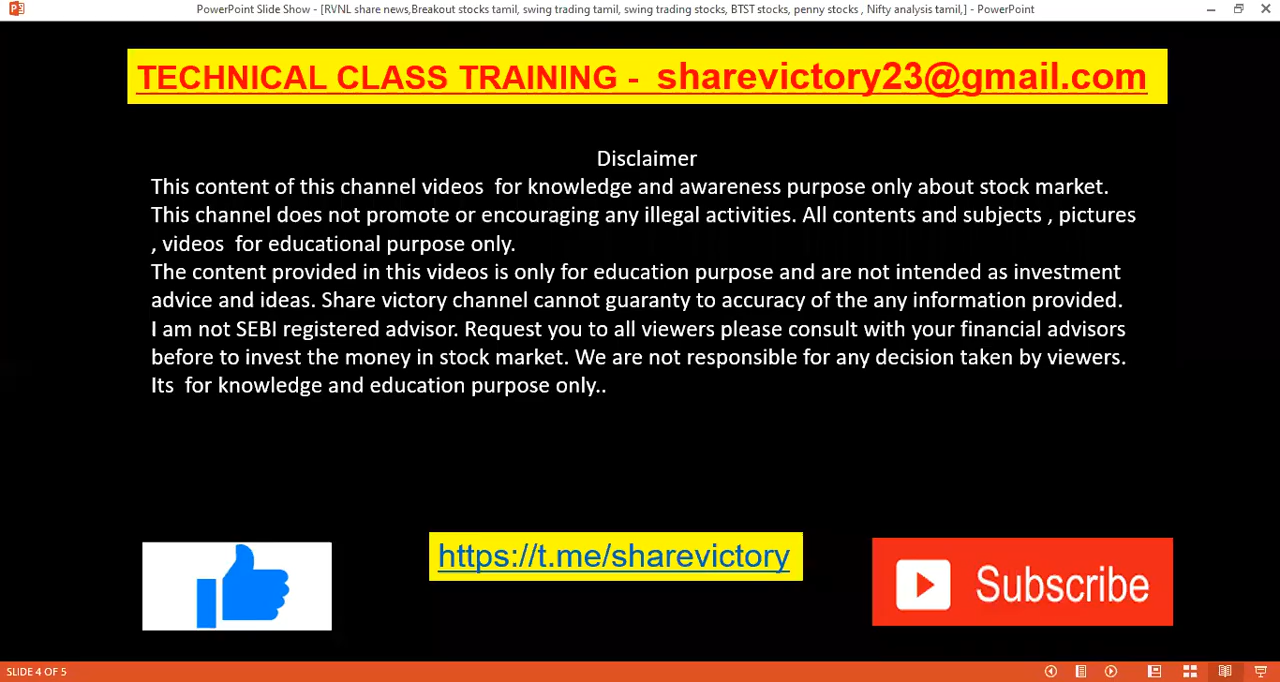 PowerPoint Slide Show - [RVNL share news,Breakout stocks tamil, swing trading tamil, swing trading stocks, BTST stocks, penny stocks , Nifty analysis tamil,] - PowerPoint
TECHNICAL CLASS TRAINING -  sharevictory23@gmail.com
Disclaimer
This content of this channel videos  for knowledge and awareness purpose only about stock market.
This channel does not promote or encouraging any illegal activities. All contents and subjects , pictures
, videos  for educational purpose only.
The content provided in this videos is only for education purpose and are not intended as investment
advice and ideas. Share victory channel cannot guaranty to accuracy of the any information provided.
I am not SEBI registered advisor. Request you to all viewers please consult with your financial advisors
before to invest the money in stock market. We are not responsible for any decision taken by viewers.
Its  for knowledge and education purpose only..
https://t.me/sharevictory
Subscribe
SLIDE 4 OF 5